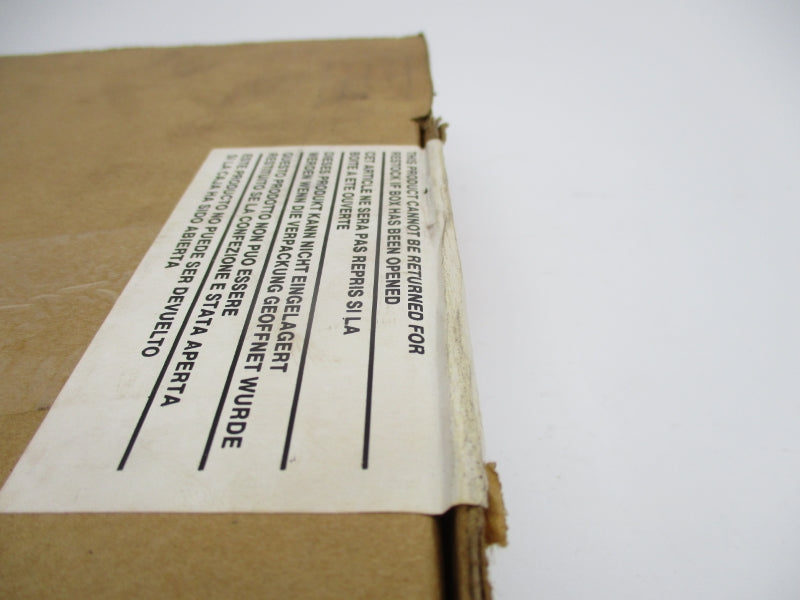 THIS PRODUCT CANNOT BE RETURNED FOR
RESTOCK IF BOX HAS BEEN OPENED
CET ARTICLE NE SERA PAS REPRIS SI LA
BOITE A ETE OUVERTE
DIESES PRODUKT KANN NICHT EINGELAGERT
WERDEN WENN DIE VERPACKUNG GEOFFNET WURDE
QUESTO PRODOTTO NON PUO ESSERE
RESTITUITO SE LA CONFEZIONE E STATA APERTA
ESTE PRODUCTO NO PUEDE SER DEVUELTO
SI LA CAJA HA SIDO ABIERTA